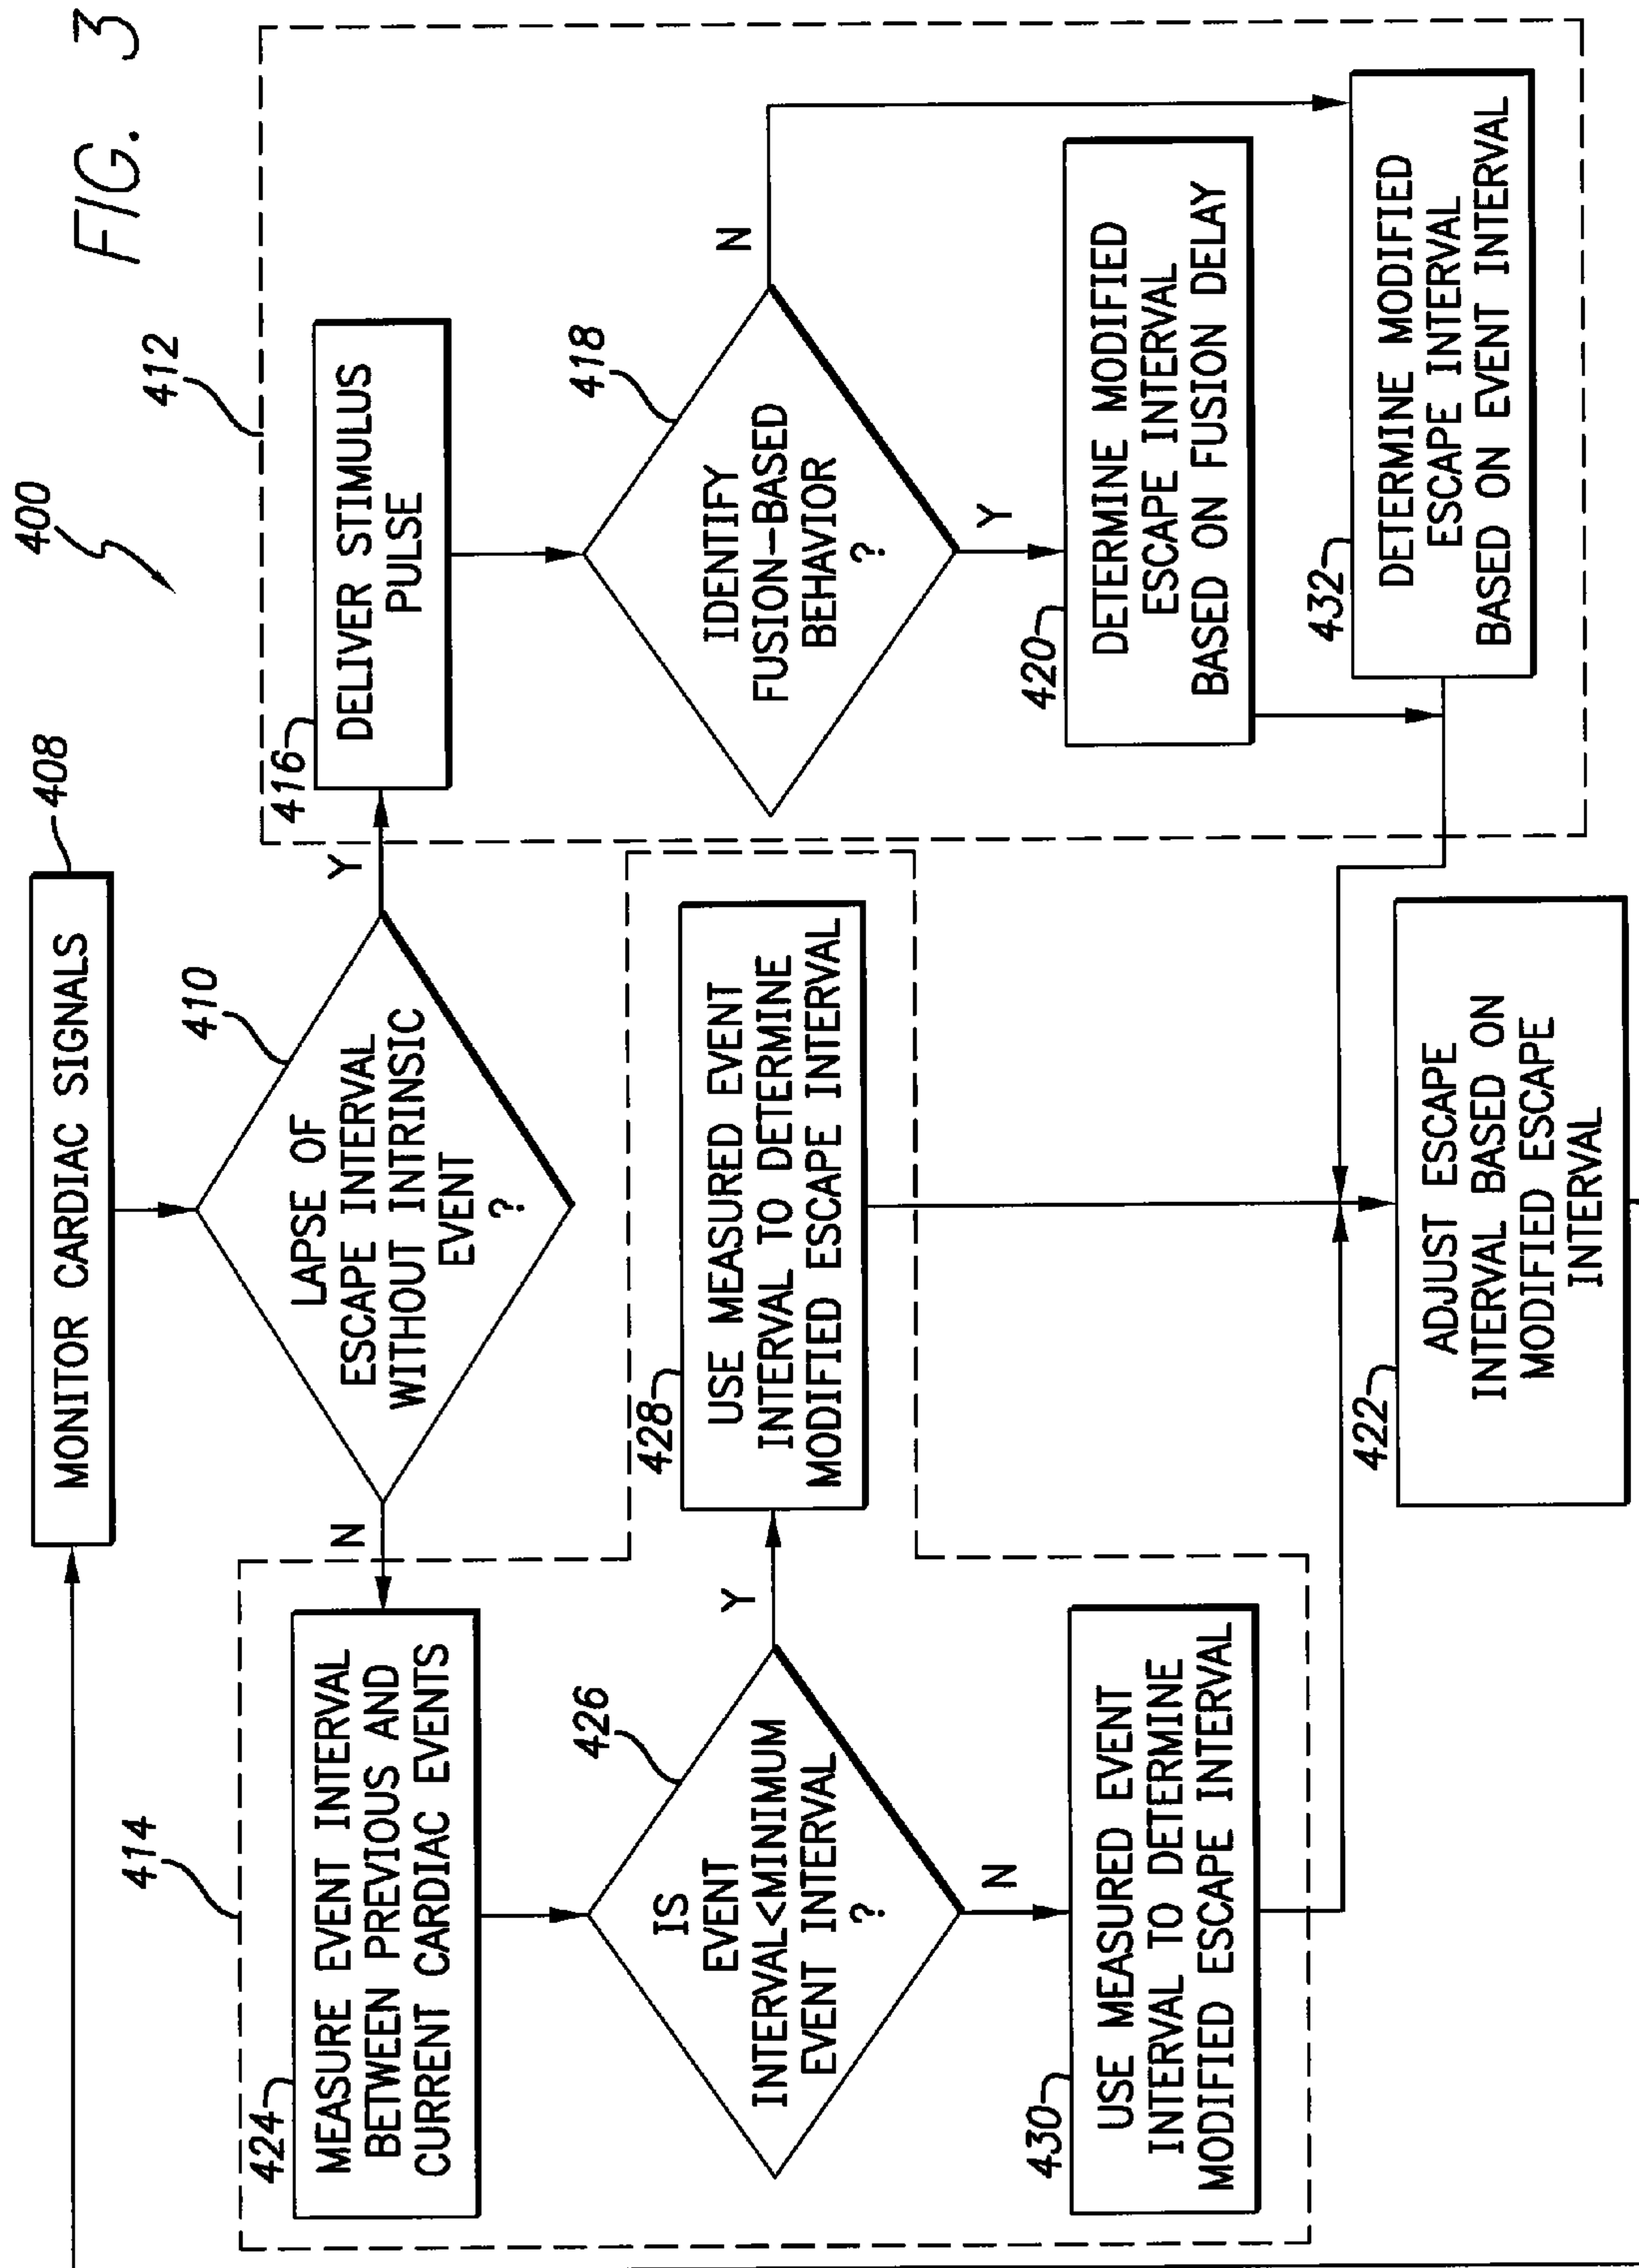 FIG. 3
400
MONITOR CARDIAC SIGNALS
408
410
LAPSE OF
ESCAPE INTERVAL
WITHOUT INTRINSIC
EVENT
?
N
Y
414
424
MEASURE EVENT INTERVAL
BETWEEN PREVIOUS AND
CURRENT CARDIAC EVENTS
426
IS
EVENT
INTERVAL<MINIMUM
EVENT INTERVAL
?
Y
N
428
USE MEASURED EVENT
INTERVAL TO DETERMINE
MODIFIED ESCAPE INTERVAL
430
USE MEASURED EVENT
INTERVAL TO DETERMINE
MODIFIED ESCAPE INTERVAL
412
416
DELIVER STIMULUS
PULSE
418
IDENTIFY
FUSION-BASED
BEHAVIOR
?
N
Y
420
DETERMINE MODIFIED
ESCAPE INTERVAL
BASED ON FUSION DELAY
432
DETERMINE MODIFIED
ESCAPE INTERVAL
BASED ON EVENT INTERVAL
422
ADJUST ESCAPE
INTERVAL BASED ON
MODIFIED ESCAPE
INTERVAL